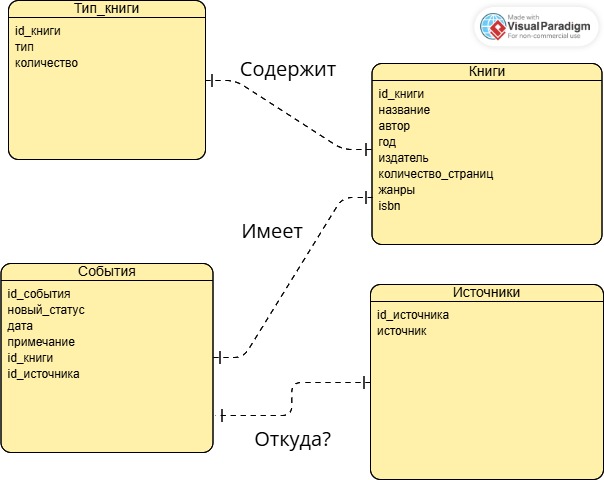 Тип_книги
id_книги
тип
количество
Made with
Visual Paradigm
For non-commercial use
Содержит
Книги
id_книги
название
автор
год
издатель
количество_страниц
жанры
isbn
Имеет
События
id_события
новый_статус
дата
примечание
id_книги
id_источника
Источники
id_источника
источник
Откуда?